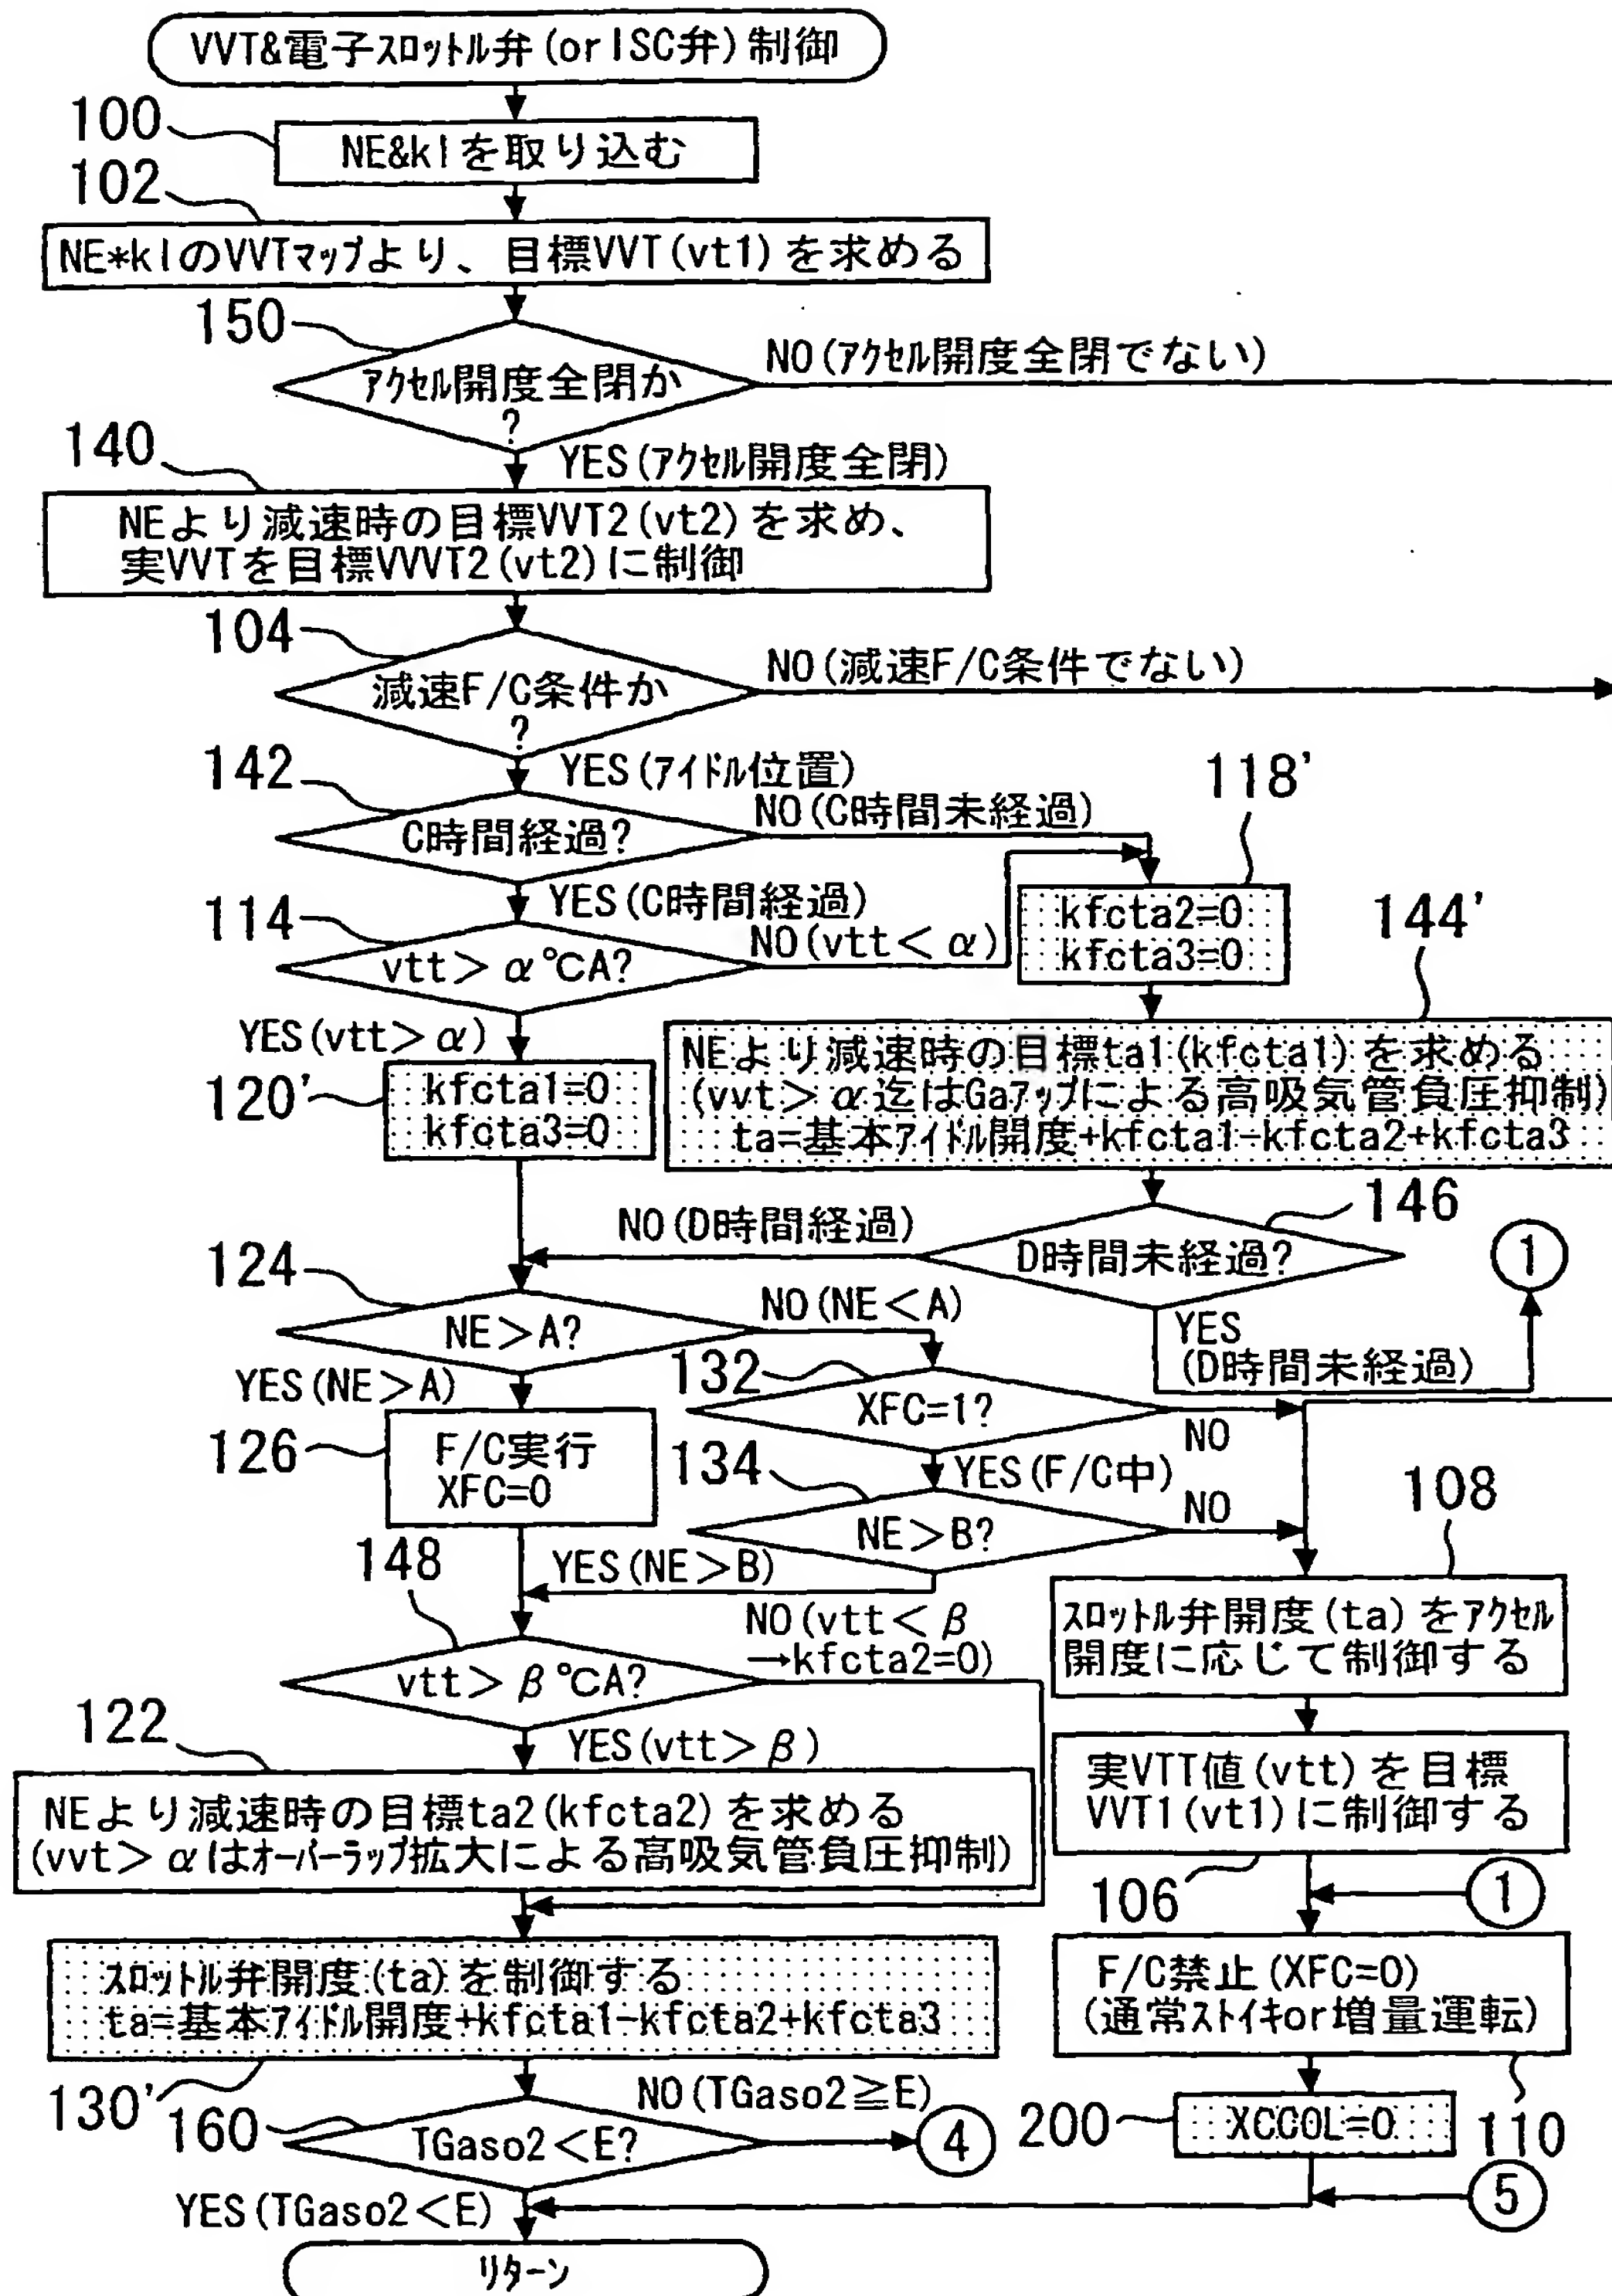 VVT&電子スロットル弁(orISC弁)制御
100
NE&klを取り込む
102
NE*klのVVTマップより、目標VVT(vt1)を求める
150
アクセル開度全閉か
?
NO(アクセル開度全閉でない)
YES(アクセル開度全閉)
140
NEより減速時の目標VVT2(vt2)を求め、
実VVTを目標VVVT2(vt2)に制御
104
減速F/C条件か
?
NO(減速F/C条件でない)
YES(アイドル位置)
142
C時間経過?
NO(C時間未経過)
118'
YES(C時間経過)
kfcta2=0
kfcta3=0
114
vtt>α℃A?
NO(vtt<α)
144'
YES(vtt>α)
120'
kfcta1=0
kfcta3=0
NEより減速時の目標ta1(kfcta1)を求める
(vvt>α迄はGaアップによる高吸気管負圧抑制)
ta=基本アイドル開度+kfcta1-kfcta2+kfcta3
146
NO(D時間経過)
D時間未経過?
1
124
NE>A?
NO(NE<A)
YES
(D時間未経過)
YES(NE>A)
132
XFC=1?
NO
126
F/C実行
XFC=0
134
YES(F/C中)
NE>B?
NO
108
148
YES(NE>B)
スロットル弁開度(ta)をアクセル
開度に応じて制御する
vtt>β℃A?
NO(vtt<β
→kfcta2=0)
122
YES(vtt>β)
実VTT値(vtt)を目標
VVT1(vt1)に制御する
NEより減速時の目標ta2(kfcta2)を求める
(vvt>αはオーバーラップ拡大による高吸気管負圧抑制)
106
1
スロットル弁開度(ta)を制御する
ta=基本アイドル開度+kfcta1-kfcta2+kfcta3
F/C禁止(XFC=0)
(通常ストイキor増量運転)
130'
160
TGaso2<E?
NO(TGaso2≧E)
4
200
XCCOL=0
110
YES(TGaso2<E)
5
リターン